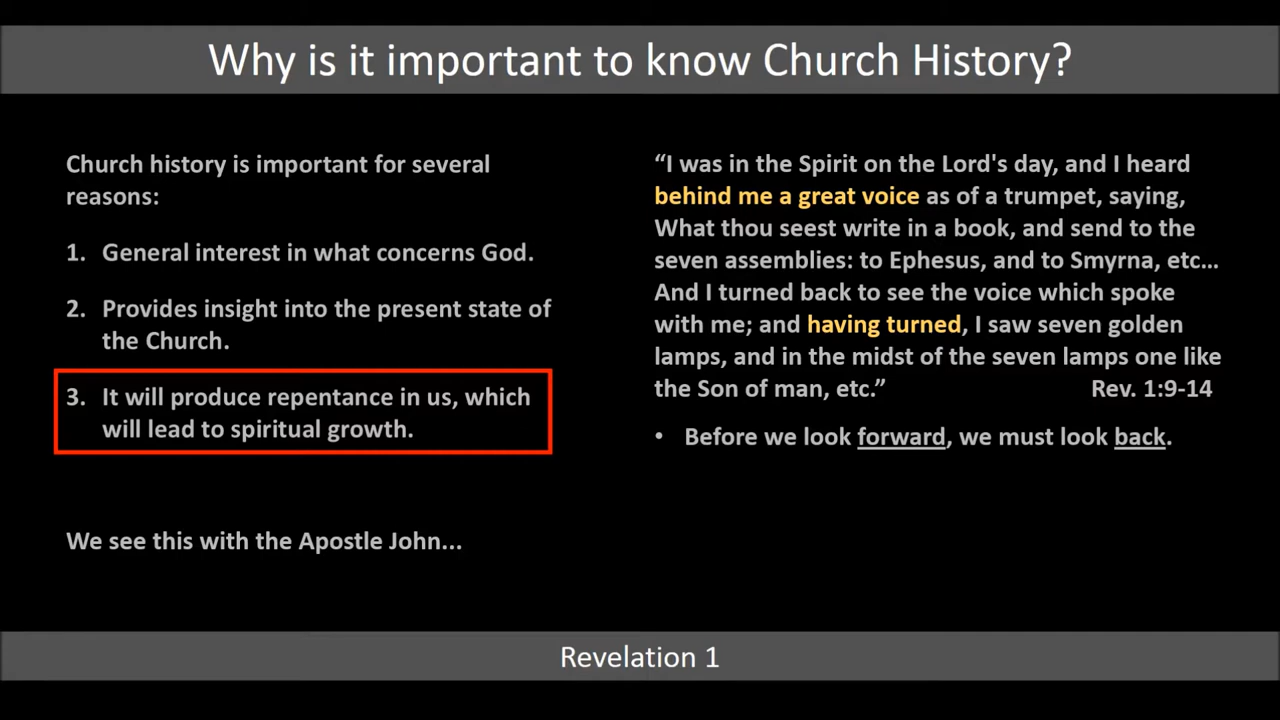 Why is it important to know Church History?
Church history is important for several
reasons:
1. General interest in what concerns God.
2. Provides insight into the present state of
the Church.
3. It will produce repentance in us, which
will lead to spiritual growth.
We see this with the Apostle John...
“I was in the Spirit on the Lord's day, and I heard
behind me a great voice as of a trumpet, saying,
What thou seest write in a book, and send to the
seven assemblies: to Ephesus, and to Smyrna, etc...
And I turned back to see the voice which spoke
with me; and having turned, I saw seven golden
lamps, and in the midst of the seven lamps one like
the Son of man, etc.” Rev. 1:9-14
• Before we look forward, we must look back.
Revelation 1